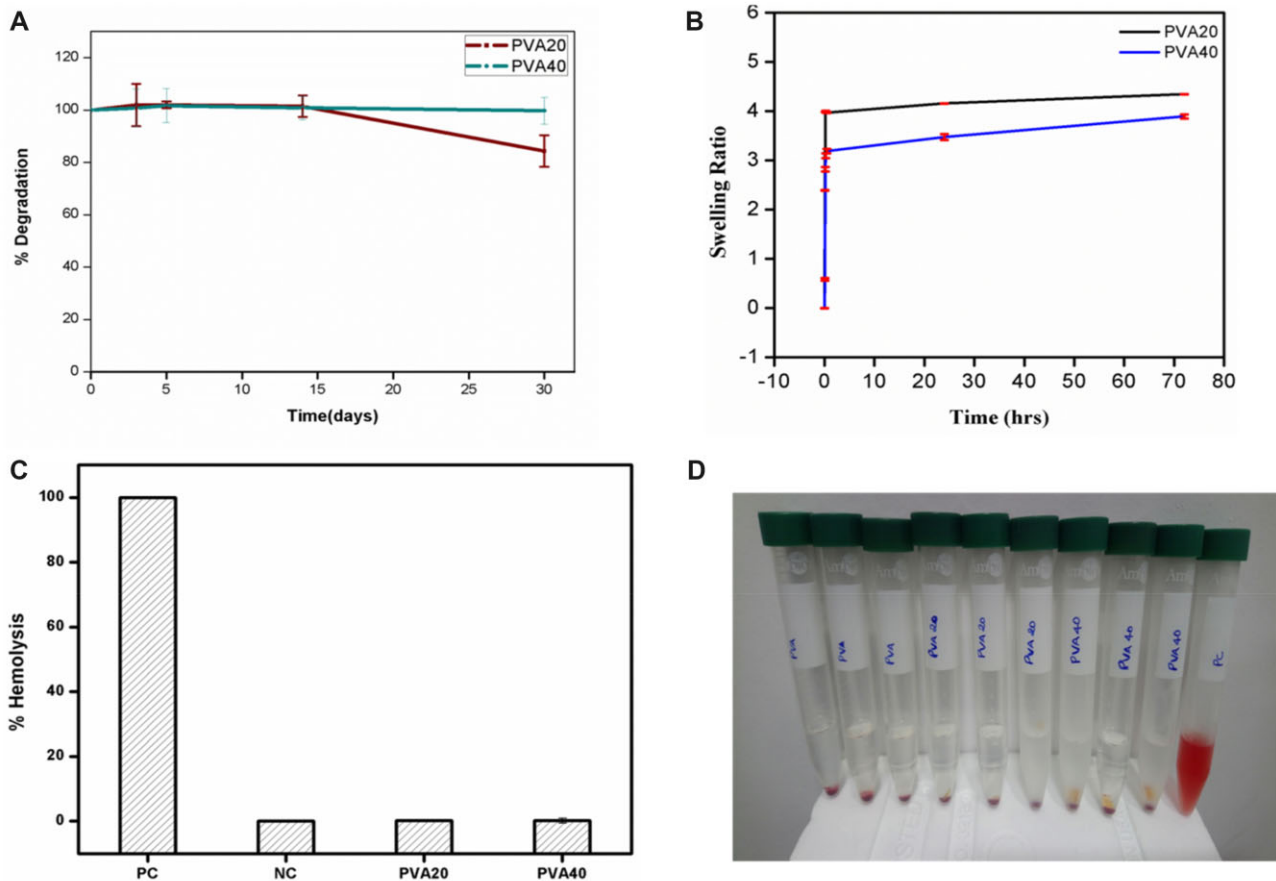 A
PVA20
PVA40
120
100
80
60
40
20
0
% Degradation
0
5
10
15
20
25
30
Time(days)
B
PVA20
PVA40
6
5
4
3
2
1
0
-1
Swelling Ratio
-10
0
10
20
30
40
50
60
70
80
Time (hrs)
C
100
80
60
40
20
0
% Hemolysis
PC
NC
PVA20
PVA40
D
PVA
PVA
PVA
PVA 20
PVA 20
PVA 20
PVA 40
PVA 40
PVA 40
PC